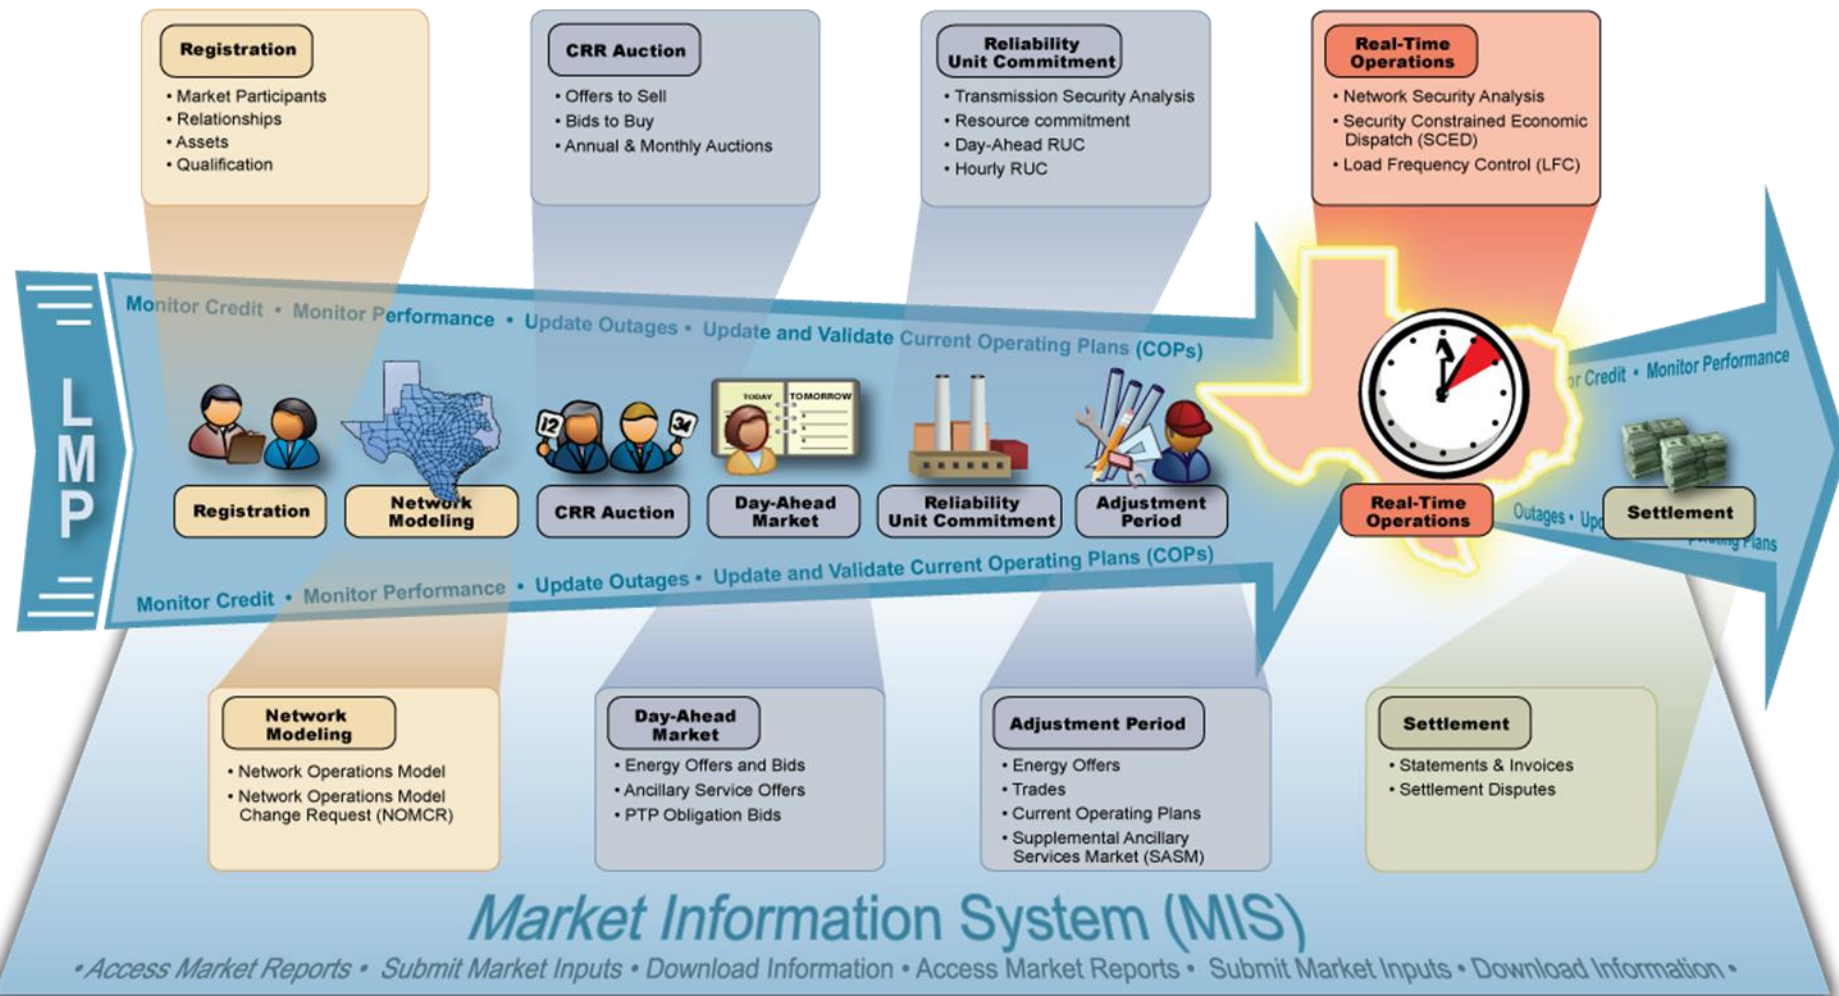 Registration
• Market Participants
• Relationships
• Assets
• Qualification
CRR Auction
• Offers to Sell
• Bids to Buy
• Annual & Monthly Auctions
Reliability
Unit Commitment
• Transmission Security Analysis
• Resource commitment
• Day-Ahead RUC
• Hourly RUC
Real-Time
Operations
• Network Security Analysis
• Security Constrained Economic
Dispatch (SCED)
• Load Frequency Control (LFC)
LMP
Monitor Credit • Monitor Performance • Update Outages • Update and Validate Current Operating Plans (COPs)
Credit • Monitor Performance
TODAY
TOMORROW
12
34
Registration
Network
Modeling
CRR Auction
Day-Ahead
Market
Reliability
Unit Commitment
Adjustment
Period
Real-Time
Operations
Settlement
Outages •
Plans
Monitor Credit • Monitor Performance • Update Outages • Update and Validate Current Operating Plans (COPs)
Network
Modeling
• Network Operations Model
• Network Operations Model
Change Request (NOMCR)
Day-Ahead
Market
• Energy Offers and Bids
• Ancillary Service Offers
• PTP Obligation Bids
Adjustment Period
• Energy Offers
• Trades
• Current Operating Plans
• Supplemental Ancillary
Services Market (SASM)
Settlement
• Statements & Invoices
• Settlement Disputes
Market Information System (MIS)
• Access Market Reports • Submit Market Inputs • Download Information • Access Market Reports • Submit Market Inputs • Download Information •